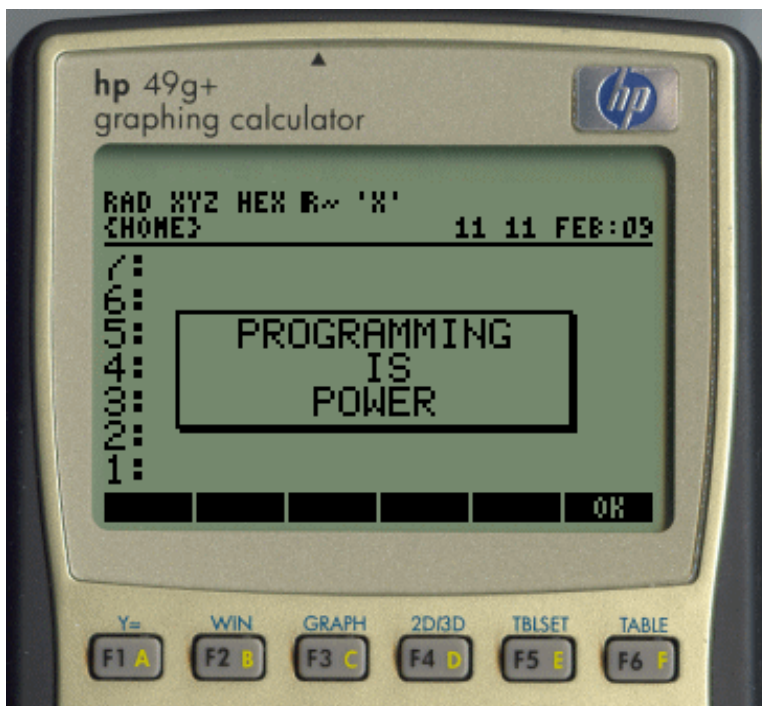 hp 49g+
graphing calculator
hp
RAD XYZ HEX R~ 'X'
{HOME} 11 11 FEB:09
7:
6:
5:
4:
3:
2:
1:
PROGRAMMING
IS
POWER
OK
Y= WIN GRAPH 2D/3D TBLSET TABLE
F1 A F2 B F3 C F4 D F5 E F6 F